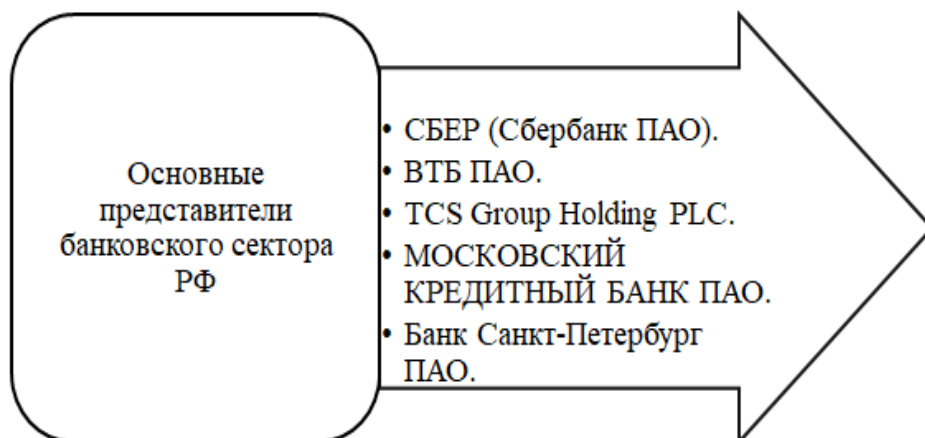 Основные
представители
банковского сектора
РФ
• СБЕР (Сбербанк ПАО).
• ВТБ ПАО.
• TCS Group Holding PLC.
• МОСКОВСКИЙ
КРЕДИТНЫЙ БАНК ПАО.
• Банк Санкт-Петербург
ПАО.